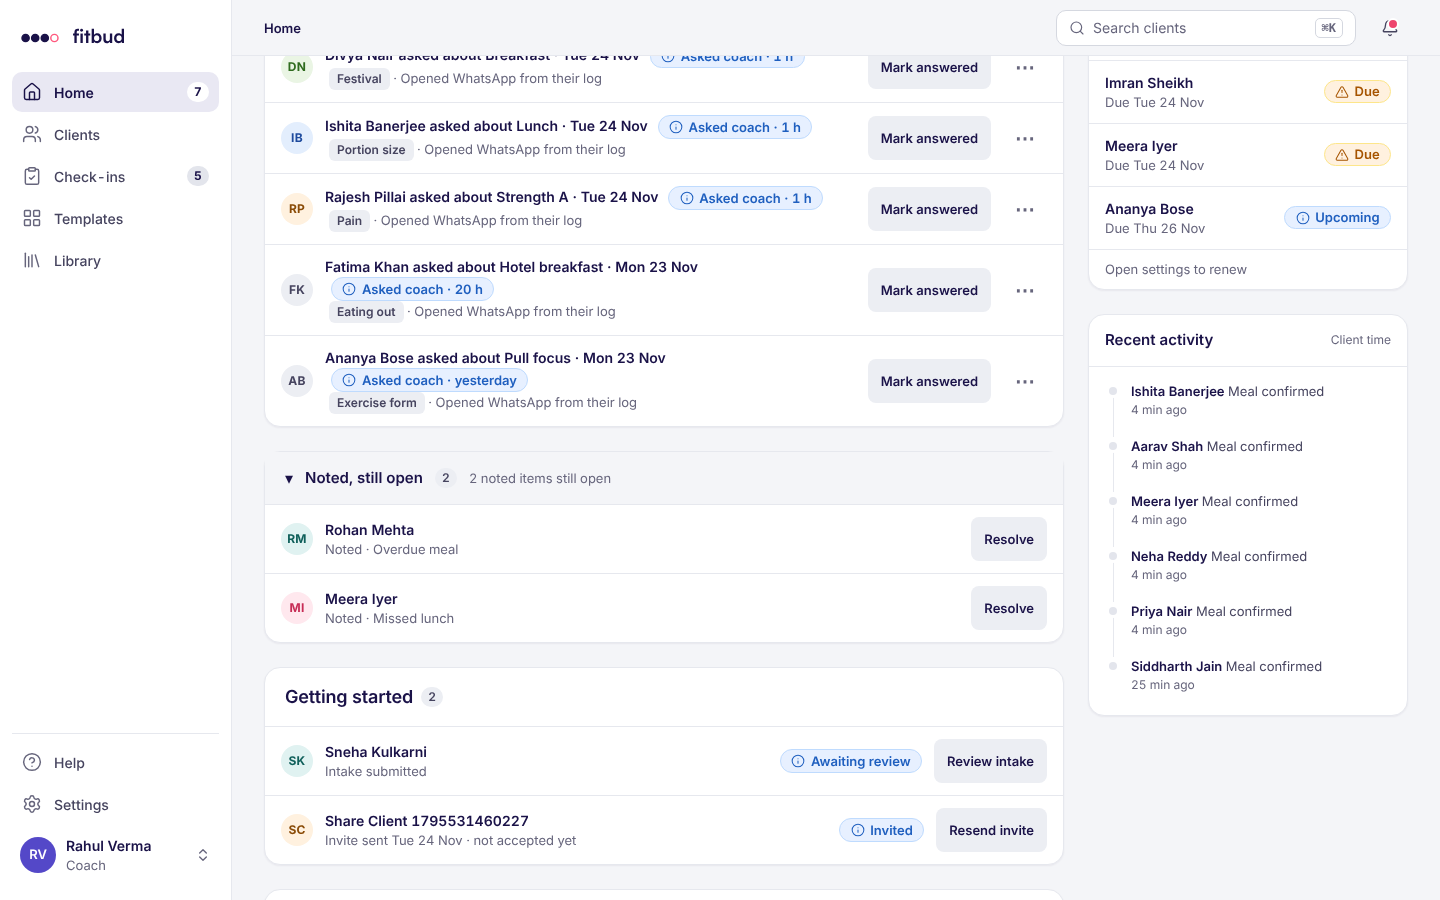 fitbud
Home
7
Clients
Check-ins
5
Templates
Library
Help
Settings
RV
Rahul Verma
Coach
Home
Search clients
⌘K
DN
Divya Nair asked about Breakfast · Tue 24 Nov
Asked coach · 1 h
Festival · Opened WhatsApp from their log
Mark answered
IB
Ishita Banerjee asked about Lunch · Tue 24 Nov
Asked coach · 1 h
Portion size · Opened WhatsApp from their log
Mark answered
RP
Rajesh Pillai asked about Strength A · Tue 24 Nov
Asked coach · 1 h
Pain · Opened WhatsApp from their log
Mark answered
FK
Fatima Khan asked about Hotel breakfast · Mon 23 Nov
Asked coach · 20 h
Eating out · Opened WhatsApp from their log
Mark answered
AB
Ananya Bose asked about Pull focus · Mon 23 Nov
Asked coach · yesterday
Exercise form · Opened WhatsApp from their log
Mark answered
Noted, still open 2 2 noted items still open
RM
Rohan Mehta
Noted · Overdue meal
Resolve
MI
Meera Iyer
Noted · Missed lunch
Resolve
Getting started 2
SK
Sneha Kulkarni
Intake submitted
Awaiting review
Review intake
SC
Share Client 1795531460227
Invite sent Tue 24 Nov · not accepted yet
Invited
Resend invite
Imran Sheikh
Due Tue 24 Nov
Due
Meera Iyer
Due Tue 24 Nov
Due
Ananya Bose
Due Thu 26 Nov
Upcoming
Open settings to renew
Recent activity
Client time
Ishita Banerjee Meal confirmed
4 min ago
Aarav Shah Meal confirmed
4 min ago
Meera Iyer Meal confirmed
4 min ago
Neha Reddy Meal confirmed
4 min ago
Priya Nair Meal confirmed
4 min ago
Siddharth Jain Meal confirmed
25 min ago